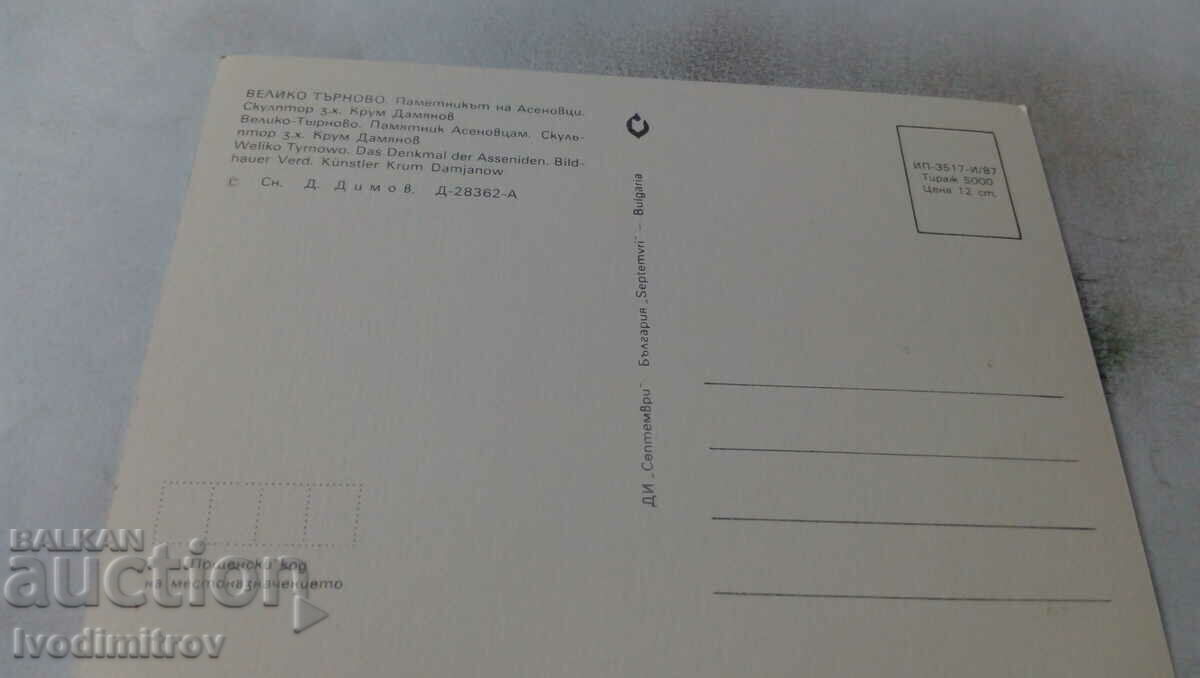 ВЕЛИКО ТЪРНОВО. Паметникът на Асеновци.
Скулптор з.х. Крум Дамянов
Велико-Тырново. Памятник Асеновцам. Скуль-
птор з.х. Крум Дамянов
Weliko Tyrnowo. Das Denkmal der Asseniden. Bild-
hauer Verd. Künstler Krum Damjanow
© Сн. Д. Димов. Д-28362-А
ДИ „Септември" България „Septemvri" – Bulgaria
ИП-3517-И/87
Тираж 5000
Цена 12 ст.
Пощенски код
на местоназначението
BALKAN
auction
Ivodimitrov